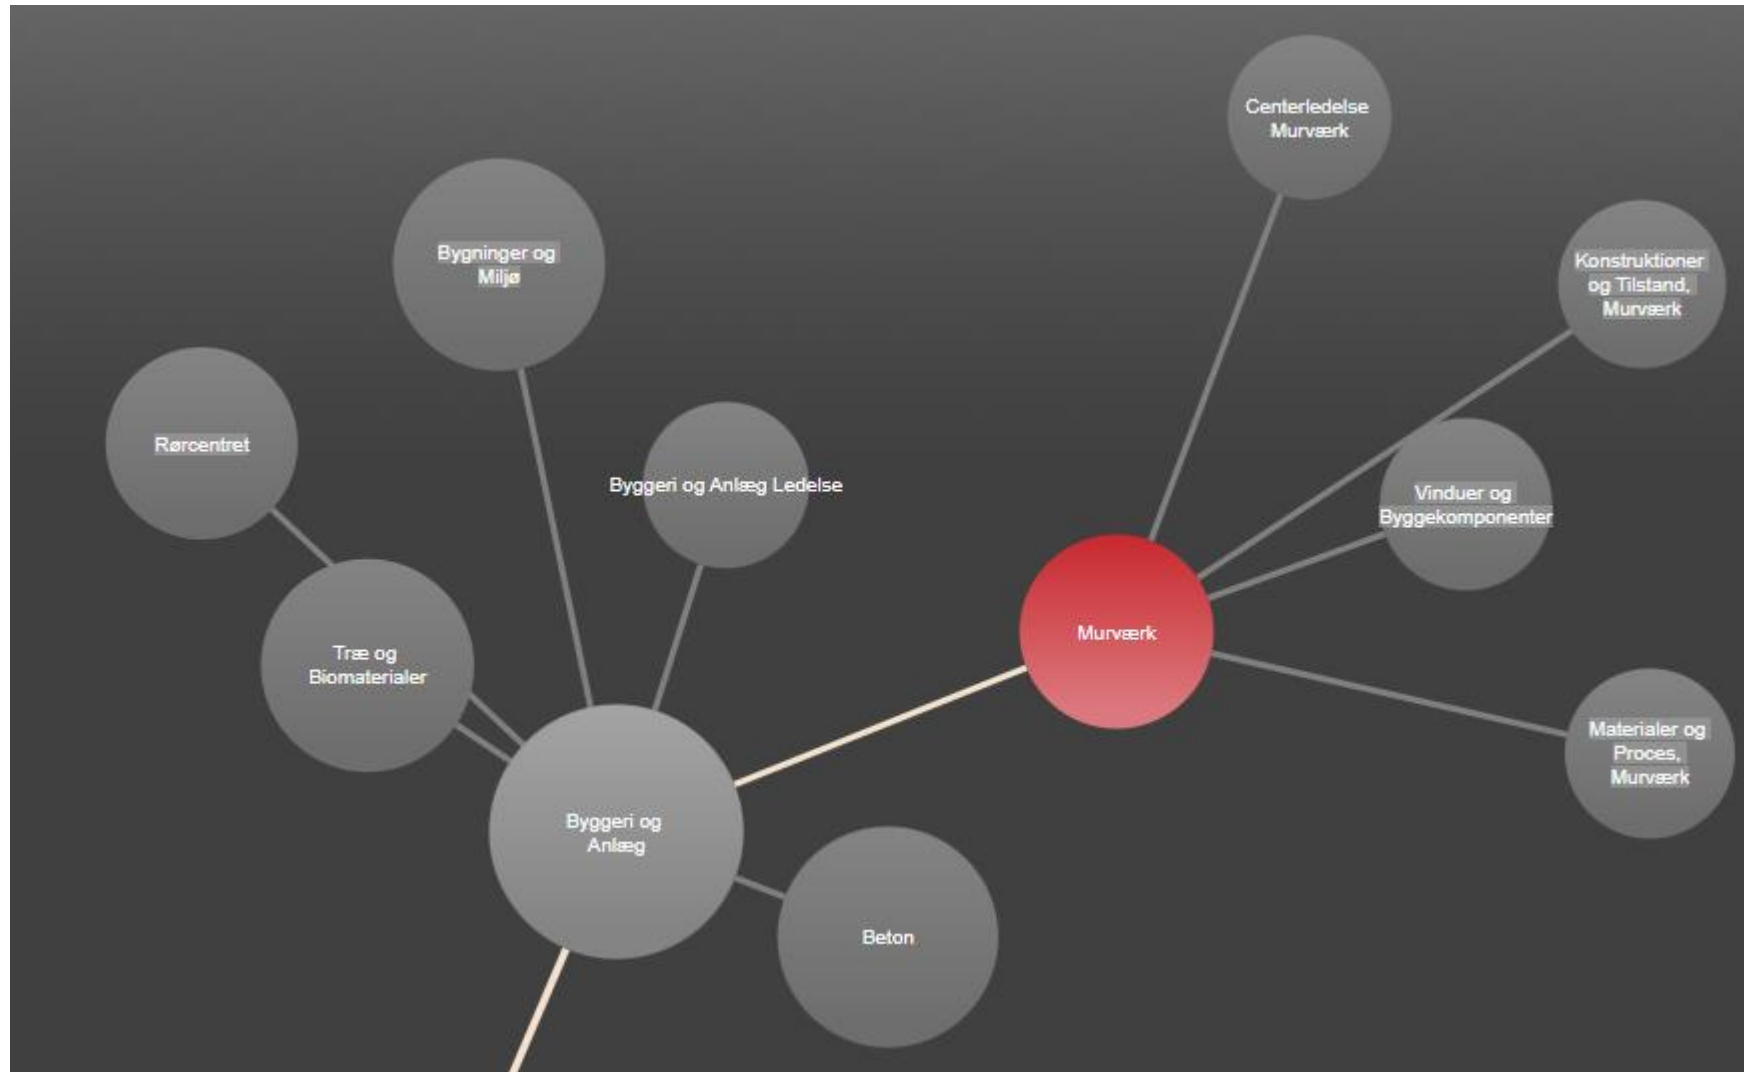 Centerledelse
Murværk
Bygninger og
Miljø
Konstruktioner
og Tilstand,
Murværk
Rørcentret
Byggeri og Anlæg Ledelse
Vinduer og
Byggekomponenter
Murværk
Træ og
Biomaterialer
Materialer og
Proces,
Murværk
Byggeri og
Anlæg
Beton